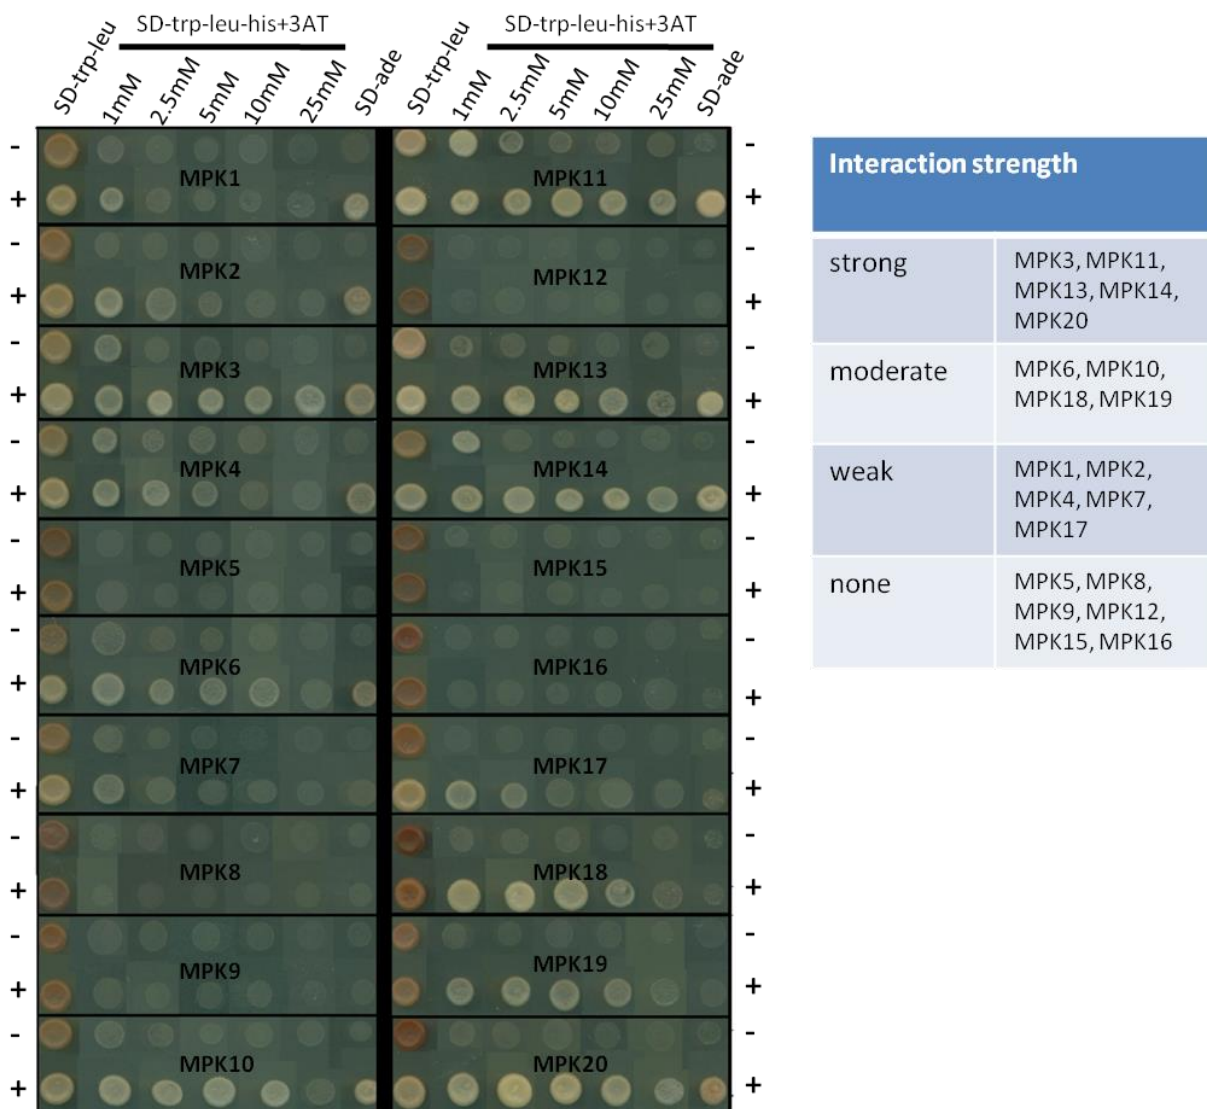 SD-trp-leu-his+3AT SD-trp-leu-his+3AT
SD-trp-leu 1mM 2.5mM 5mM 10mM 25mM SD-ade SD-trp-leu 1mM 2.5mM 5mM 10mM 25mM SD-ade
- MPK1 - MPK11
+ +
- MPK2 - MPK12
+ +
- MPK3 - MPK13
+ +
- MPK4 - MPK14
+ +
- MPK5 - MPK15
+ +
- MPK6 - MPK16
+ +
- MPK7 - MPK17
+ +
- MPK8 - MPK18
+ +
- MPK9 - MPK19
+ +
- MPK10 - MPK20
+ +
Interaction strength
strong MPK3, MPK11,
MPK13, MPK14,
MPK20
moderate MPK6, MPK10,
MPK18, MPK19
weak MPK1, MPK2,
MPK4, MPK7,
MPK17
none MPK5, MPK8,
MPK9, MPK12,
MPK15, MPK16